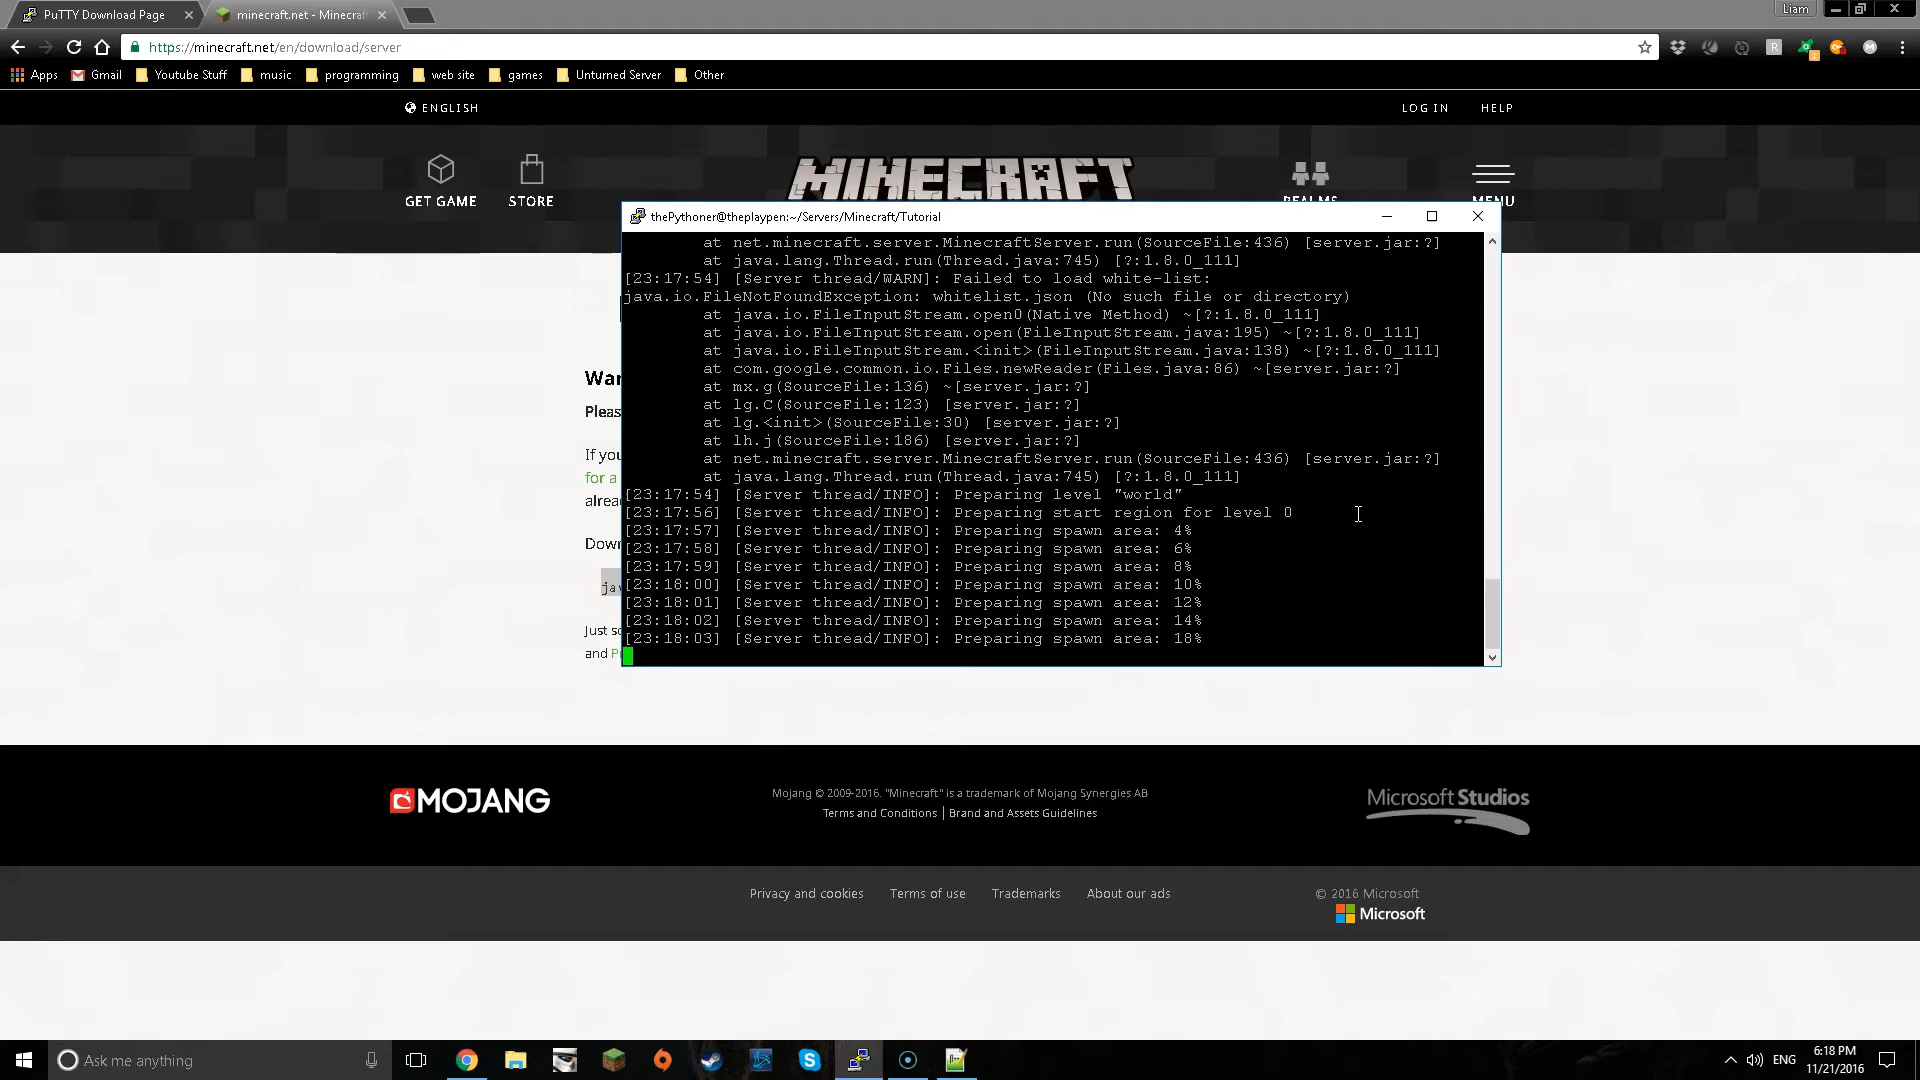 PuTTY Download Page
minecraft.net - Minecraf
Liam
https://minecraft.net/en/download/server
R
3
M
Apps
Gmail
Youtube Stuff
music
programming
web site
games
Unturned Server
Other
ENGLISH
LOG IN
HELP
GET GAME
STORE
MINECRAFT
REALMS
MENU
thePythoner@theplaypen:~/Servers/Minecraft/Tutorial
at net.minecraft.server.MinecraftServer.run(SourceFile:436) [server.jar:?]
at java.lang.Thread.run(Thread.java:745) [?:1.8.0_111]
[23:17:54] [Server thread/WARN]: Failed to load white-list:
java.io.FileNotFoundException: whitelist.json (No such file or directory)
at java.io.FileInputStream.open0(Native Method) ~[?:1.8.0_111]
at java.io.FileInputStream.open(FileInputStream.java:195) ~[?:1.8.0_111]
at java.io.FileInputStream.<init>(FileInputStream.java:138) ~[?:1.8.0_111]
at com.google.common.io.Files.newReader(Files.java:86) ~[server.jar:?]
at mx.g(SourceFile:136) ~[server.jar:?]
at lg.C(SourceFile:123) [server.jar:?]
at lg.<init>(SourceFile:30) [server.jar:?]
at lh.j(SourceFile:186) [server.jar:?]
at net.minecraft.server.MinecraftServer.run(SourceFile:436) [server.jar:?]
at java.lang.Thread.run(Thread.java:745) [?:1.8.0_111]
[23:17:54] [Server thread/INFO]: Preparing level "world"
[23:17:56] [Server thread/INFO]: Preparing start region for level 0
[23:17:57] [Server thread/INFO]: Preparing spawn area: 4%
[23:17:58] [Server thread/INFO]: Preparing spawn area: 6%
[23:17:59] [Server thread/INFO]: Preparing spawn area: 8%
[23:18:00] [Server thread/INFO]: Preparing spawn area: 10%
[23:18:01] [Server thread/INFO]: Preparing spawn area: 12%
[23:18:02] [Server thread/INFO]: Preparing spawn area: 14%
[23:18:03] [Server thread/INFO]: Preparing spawn area: 18%
Wan
Pleas
If you
for a
alrea
Down
jav
Just so
and
MOJANG
Mojang © 2009-2016. "Minecraft" is a trademark of Mojang Synergies AB
Terms and Conditions | Brand and Assets Guidelines
Microsoft Studios
Privacy and cookies
Terms of use
Trademarks
About our ads
© 2016 Microsoft
Microsoft
Ask me anything
ENG
6:18 PM
11/21/2016